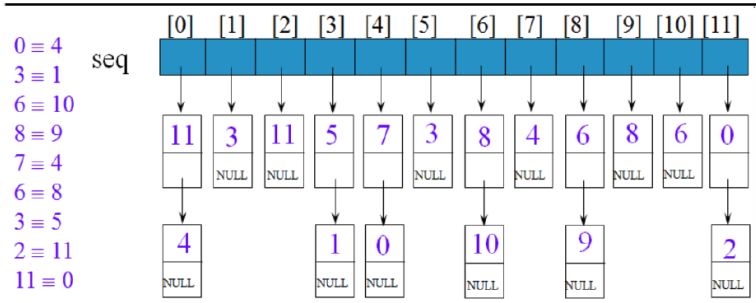 [0] [1] [2] [3] [4] [5] [6] [7] [8] [9] [10] [11]
0 ≡ 4
seq
3 ≡ 1
6 ≡ 10
8 ≡ 9
7 ≡ 4
6 ≡ 8
3 ≡ 5
2 ≡ 11
11 ≡ 0
11 3 11 5 7 3 8 4 6 8 6 0
NULL NULL NULL NULL NULL NULL
4 1 0 10 9 2
NULL NULL NULL NULL NULL NULL